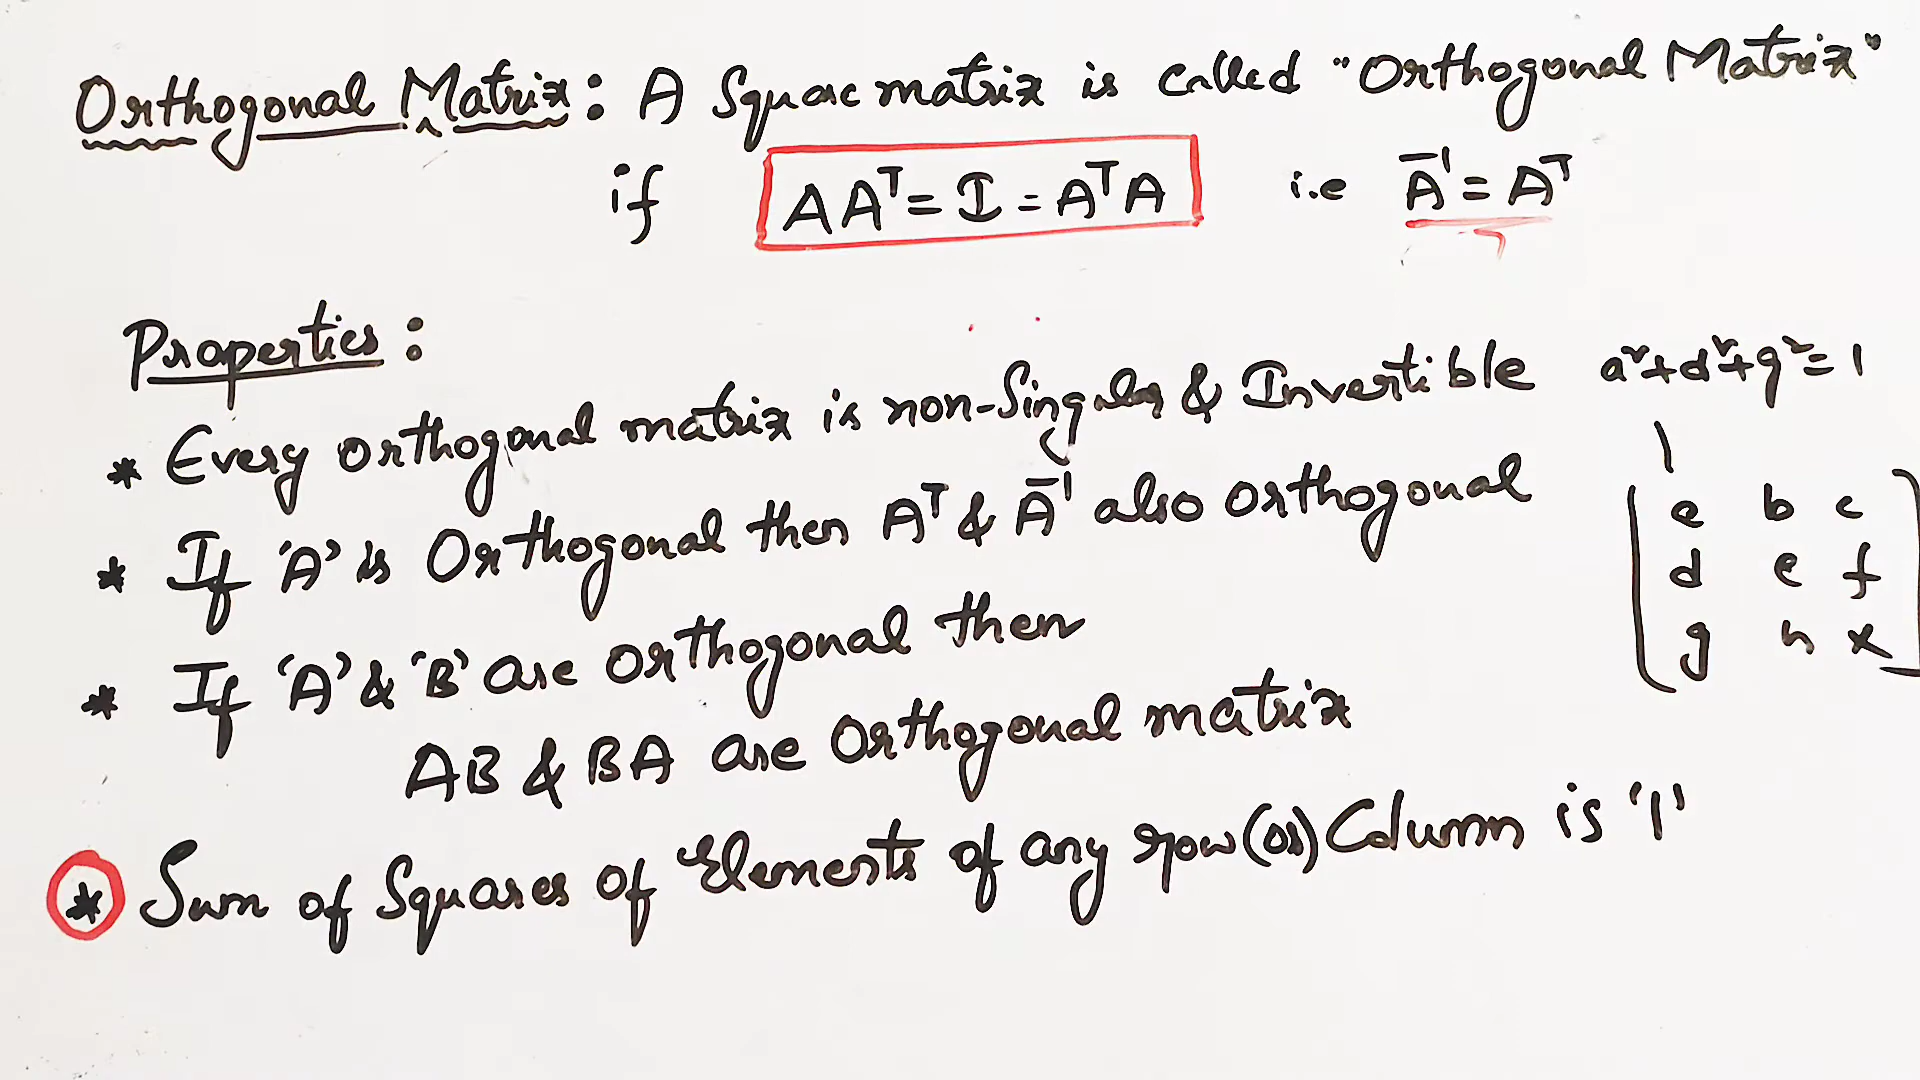 Orthogonal Matrix: A Square matrix is called "Orthogonal Matrix"
if AAᵀ = I = AᵀA i.e A⁻¹ = Aᵀ
Properties:
* Every orthogonal matrix is non-Singular & Invertible
a²+d²+g²=1
* If 'A' is Orthogonal then Aᵀ & A⁻¹ also orthogonal
* If 'A' & 'B' are orthogonal then
AB & BA are Orthogonal matrix
* Sum of Squares of Elements of any row (or) Column is '1'
b c
d e f
g h